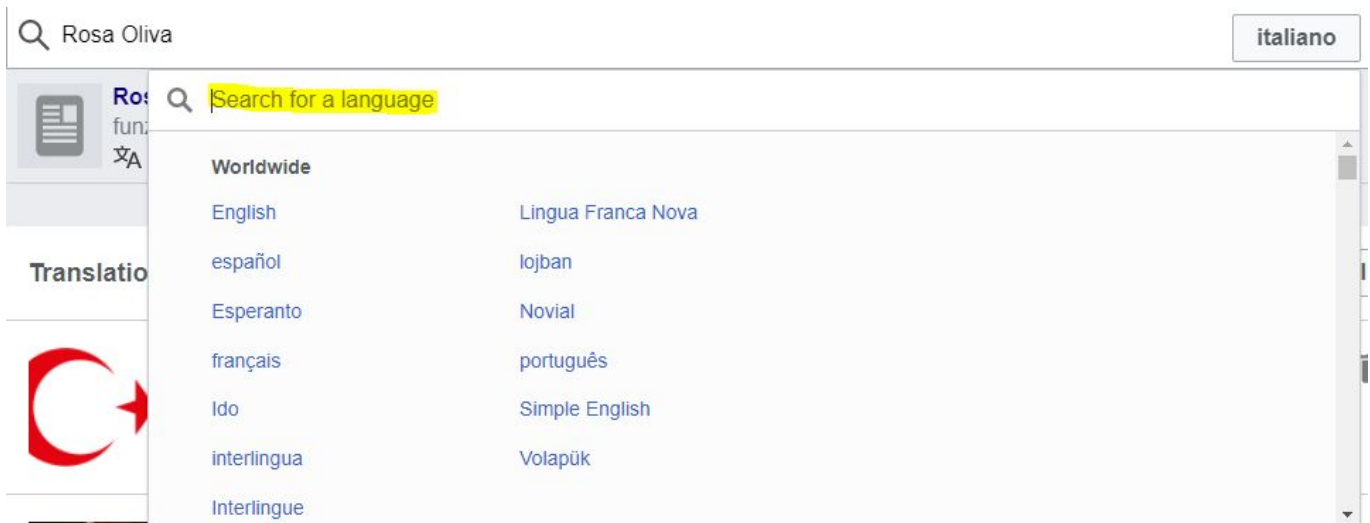 Rosa Oliva
italiano
Search for a language
Worldwide
English
Lingua Franca Nova
español
lojban
Esperanto
Novial
français
português
Ido
Simple English
interlingua
Volapük
Interlingue